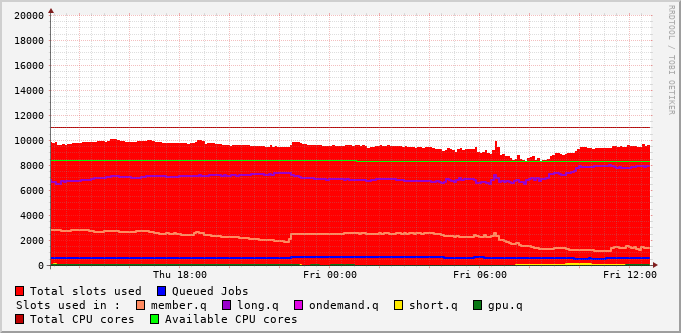 20000
18000
16000
14000
12000
10000
8000
6000
4000
2000
0
Thu 18:00 Fri 00:00 Fri 06:00 Fri 12:00
Total slots used Queued Jobs
Slots used in : member.q long.q ondemand.q short.q gpu.q
Total CPU cores Available CPU cores
RRDTOOL / TOBI OETIKER